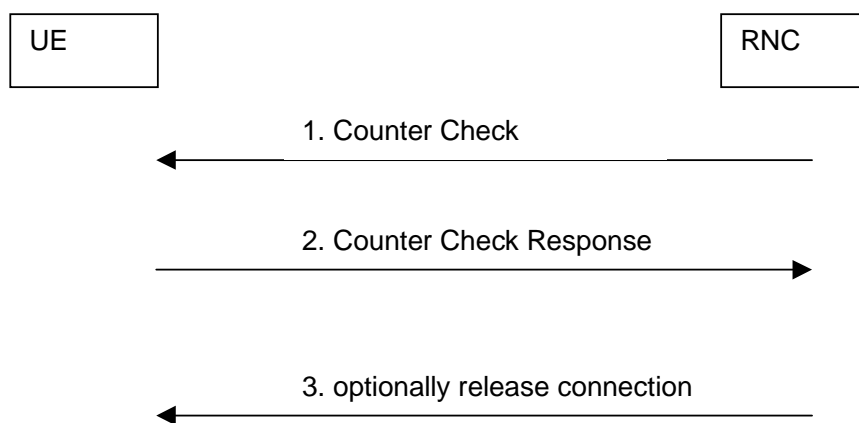 UE
RNC
1. Counter Check
2. Counter Check Response
3. optionally release connection